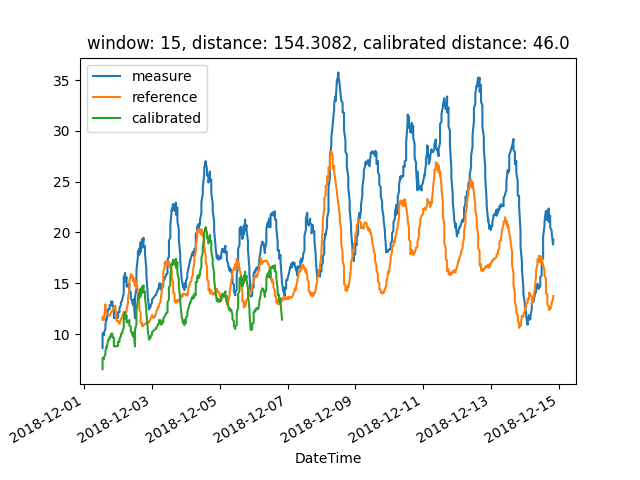 window: 15, distance: 154.3082, calibrated distance: 46.0
measure
reference
calibrated
35
30
25
20
15
10
2018-12-01
2018-12-03
2018-12-05
2018-12-07
2018-12-09
2018-12-11
2018-12-13
2018-12-15
DateTime